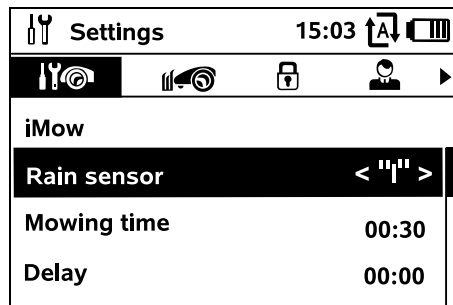 Settings 15:03 A
iMow
Rain sensor < "I" >
Mowing time 00:30
Delay 00:00